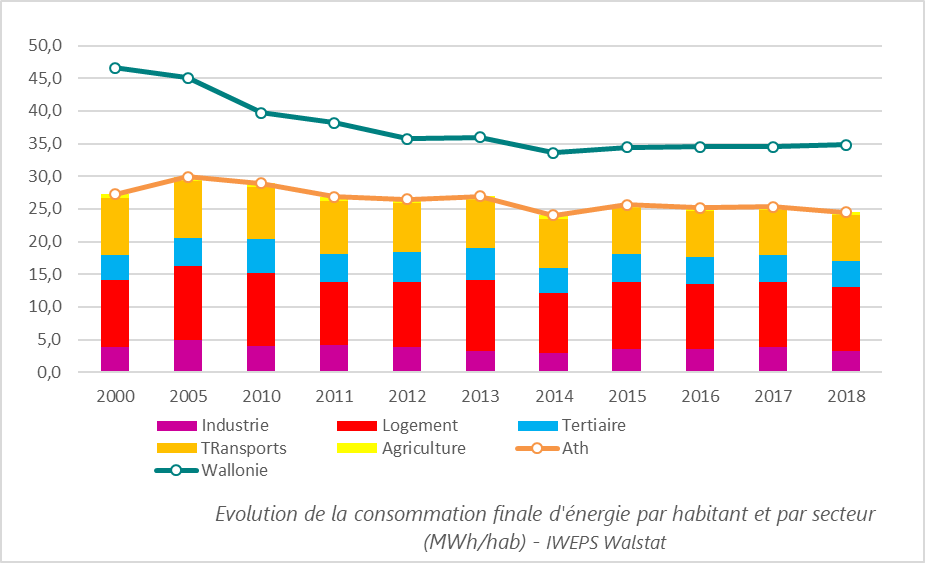 50,0
45,0
40,0
35,0
30,0
25,0
20,0
15,0
10,0
5,0
0,0
2000 2005 2010 2011 2012 2013 2014 2015 2016 2017 2018
Industrie Logement Tertiaire
TRansports Agriculture Ath
Wallonie
Evolution de la consommation finale d'énergie par habitant et par secteur
(MWh/hab) - IWEPS Walstat